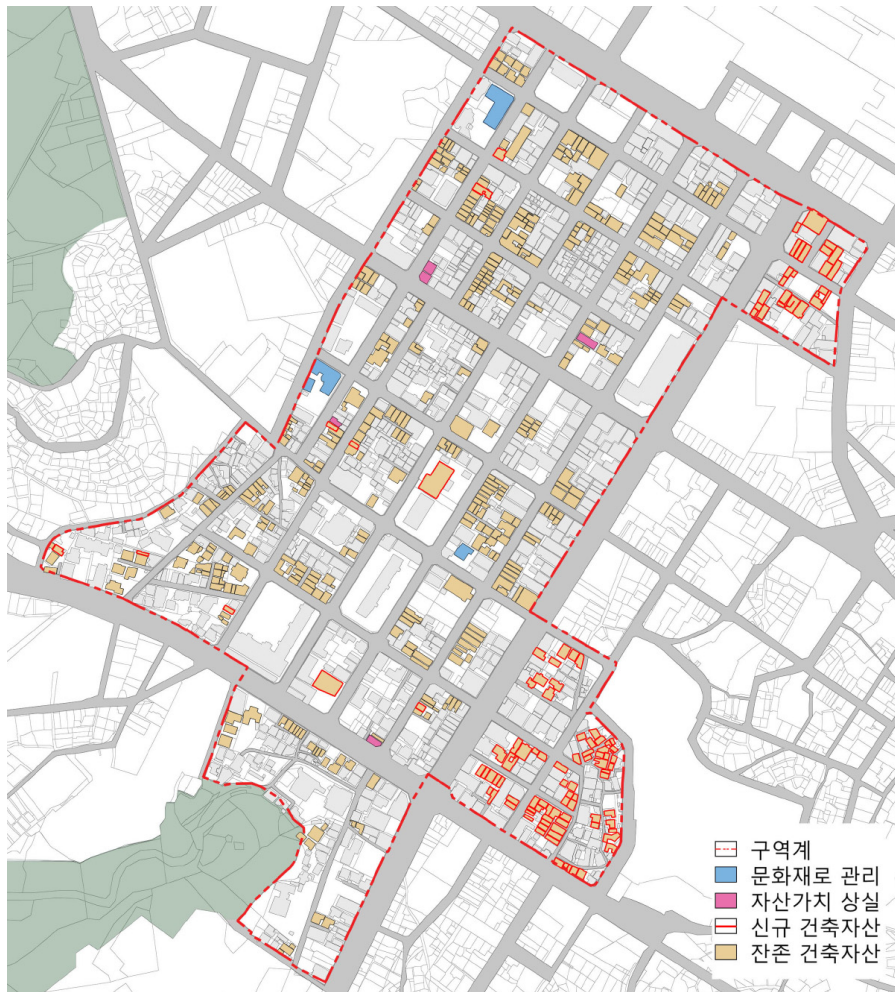 구역계
문화재로 관리
자산가치 상실
신규 건축자산
잔존 건축자산